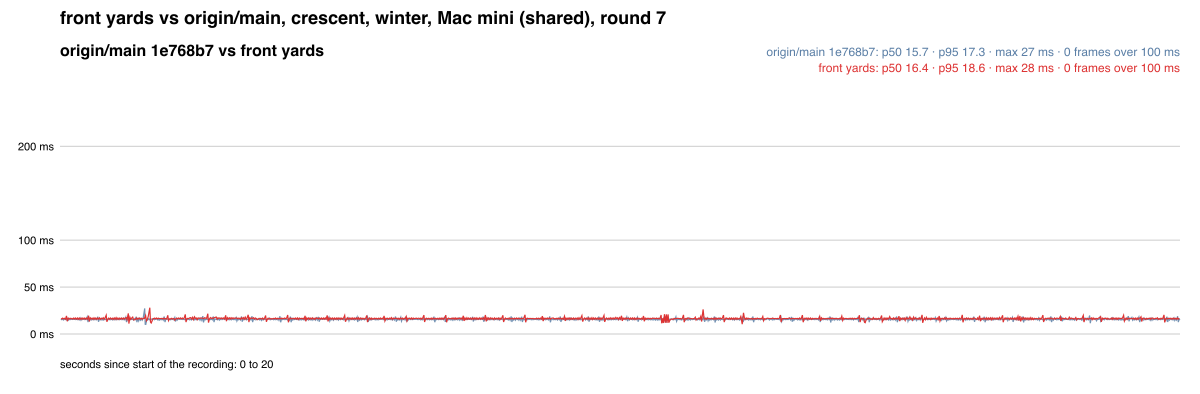 front yards vs origin/main, crescent, winter, Mac mini (shared), round 7
origin/main 1e768b7 vs front yards
origin/main 1e768b7: p50 15.7 · p95 17.3 · max 27 ms · 0 frames over 100 ms
front yards: p50 16.4 · p95 18.6 · max 28 ms · 0 frames over 100 ms
200 ms
100 ms
50 ms
0 ms
seconds since start of the recording: 0 to 20